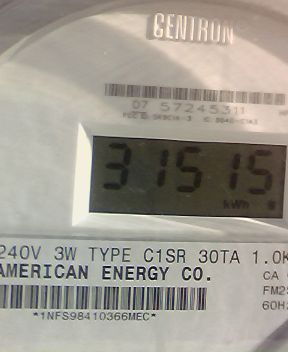 CENTRON
07 57245311
31515
kWh
240V 3W TYPE C1SR 30TA 1.0K
AMERICAN ENERGY CO.
CA
FM2S
60Hz
*1NFS98410366MEC*